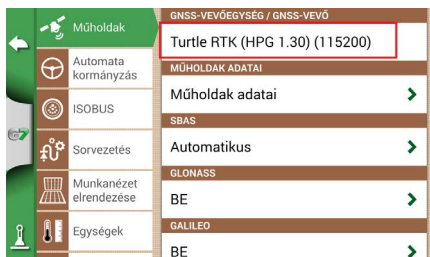 Műholdak
Automata
kormányzás
ISOBUS
Sorvezetés
Munkanézet
elrendezése
Egységek
GNSS-VEVŐEGYSÉG / GNSS-VEVŐ
Turtle RTK (HPG 1.30) (115200)
MŰHOLDAK ADATAI
Műholdak adatai
SBAS
Automatikus
GLONASS
BE
GALILEO
BE